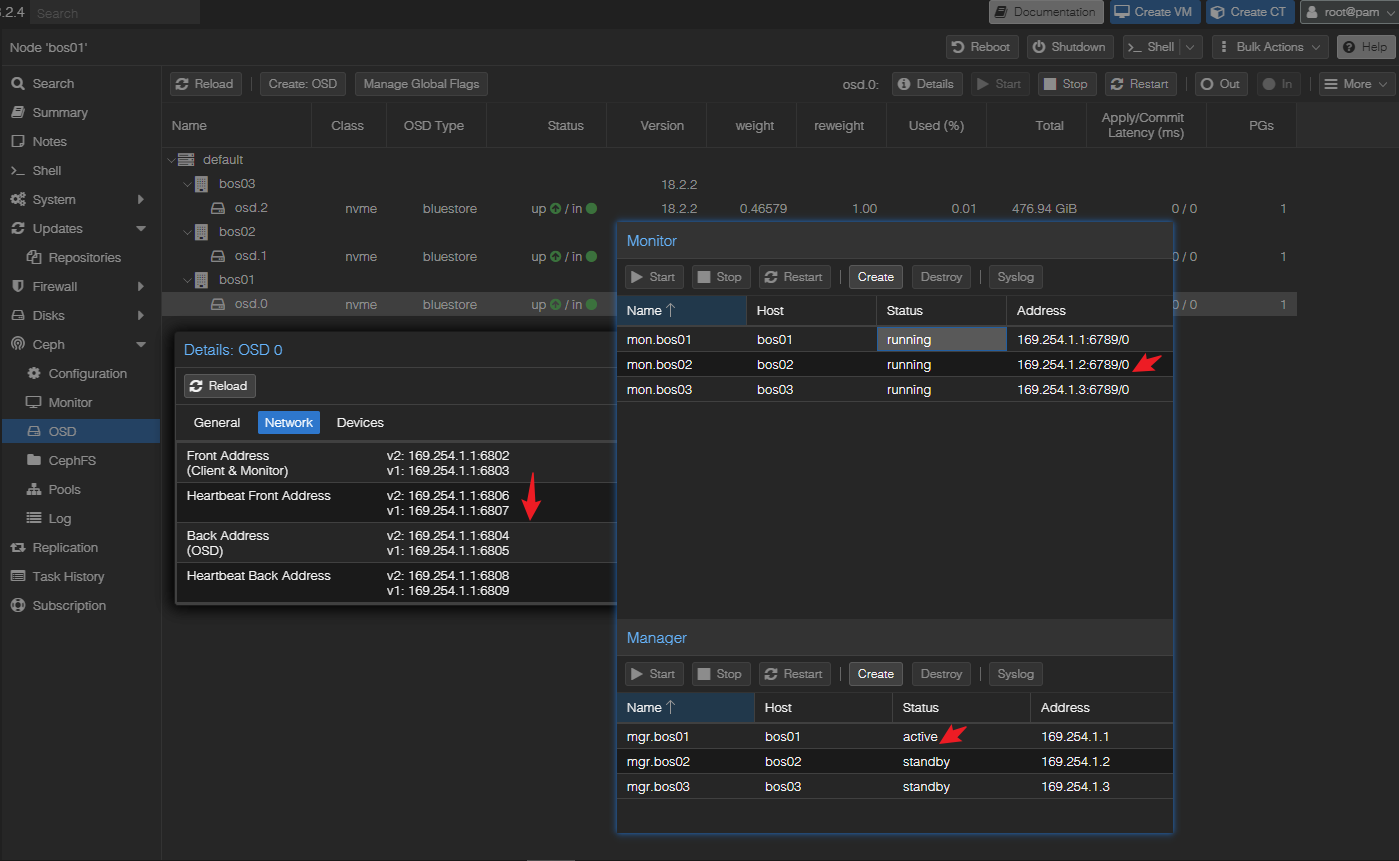 .2.4 Search Documentation Create VM Create CT root@pam
Node 'bos01' Reboot Shutdown Shell Bulk Actions Help
Search
Summary
Notes
Shell
System
Updates
Repositories
Firewall
Disks
Ceph
Configuration
Monitor
OSD
CephFS
Pools
Log
Replication
Task History
Subscription
Reload Create: OSD Manage Global Flags osd.0: Details Start Stop Restart Out In More
Name Class OSD Type Status Version weight reweight Used (%) Total Apply/Commit Latency (ms) PGs
default
bos03 18.2.2
osd.2 nvme bluestore up / in 18.2.2 0.46579 1.00 0.01 476.94 GiB 0 / 0 1
bos02
osd.1 nvme bluestore up / in 0 / 0 1
bos01
osd.0 nvme bluestore up / in 0 / 0 1
Details: OSD 0
Reload
General Network Devices
Front Address v2: 169.254.1.1:6802
(Client & Monitor) v1: 169.254.1.1:6803
Heartbeat Front Address v2: 169.254.1.1:6806
v1: 169.254.1.1:6807
Back Address v2: 169.254.1.1:6804
(OSD) v1: 169.254.1.1:6805
Heartbeat Back Address v2: 169.254.1.1:6808
v1: 169.254.1.1:6809
Monitor
Start Stop Restart Create Destroy Syslog
Name Host Status Address
mon.bos01 bos01 running 169.254.1.1:6789/0
mon.bos02 bos02 running 169.254.1.2:6789/0
mon.bos03 bos03 running 169.254.1.3:6789/0
Manager
Start Stop Restart Create Destroy Syslog
Name Host Status Address
mgr.bos01 bos01 active 169.254.1.1
mgr.bos02 bos02 standby 169.254.1.2
mgr.bos03 bos03 standby 169.254.1.3